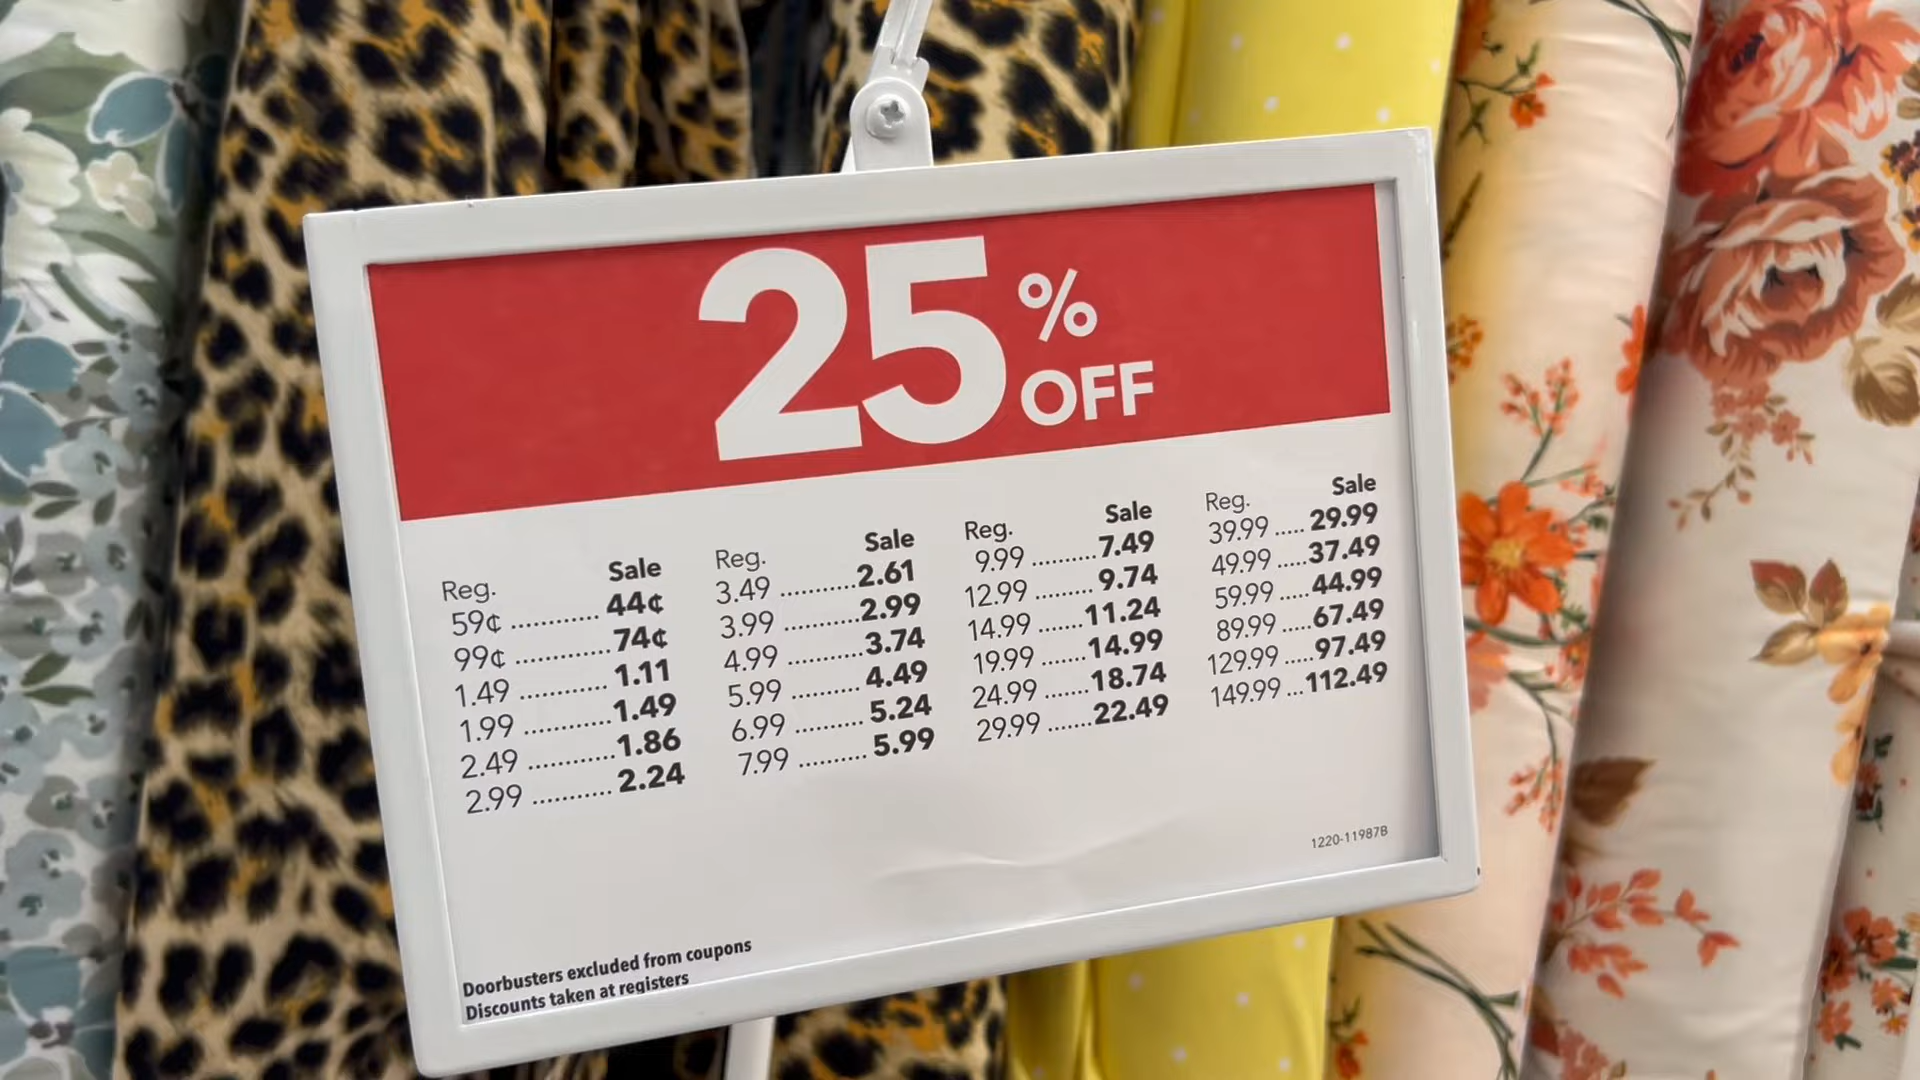 25%
OFF
Reg. Sale
59¢ ............ 44¢
99¢ ............. 74¢
1.49 ............ 1.11
1.99 ............ 1.49
2.49 ............ 1.86
2.99 ........... 2.24
Reg. Sale
3.49 .......... 2.61
3.99 .......... 2.99
4.99 .......... 3.74
5.99 ......... 4.49
6.99 ......... 5.24
7.99 ......... 5.99
Reg. Sale
9.99 ......... 7.49
12.99 ........ 9.74
14.99 ...... 11.24
19.99 ...... 14.99
24.99 ...... 18.74
29.99 ...... 22.49
Reg. Sale
39.99 ..... 29.99
49.99 ..... 37.49
59.99 ..... 44.99
89.99 .... 67.49
129.99 .... 97.49
149.99 ... 112.49
1220-11987B
Doorbusters excluded from coupons
Discounts taken at registers